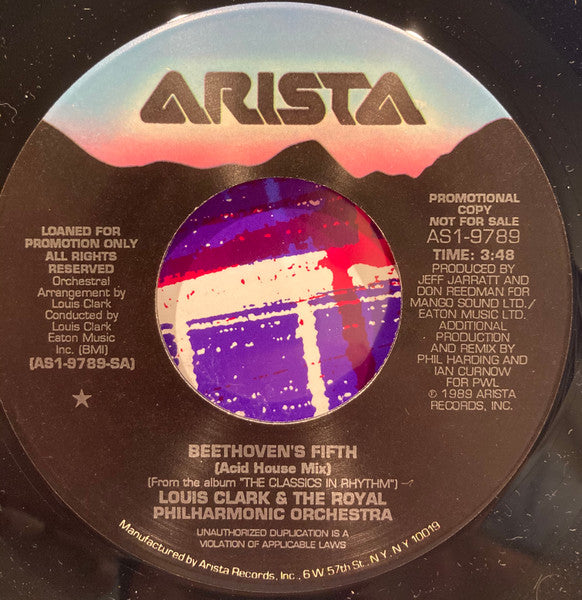 ARISTA
LOANED FOR
PROMOTION ONLY
ALL RIGHTS
RESERVED
Orchestral
Arrangement by
Louis Clark
Conducted by
Louis Clark
Eaton Music
Inc. (BMI)
(AS1-9789-SA)
PROMOTIONAL
COPY
NOT FOR SALE
AS1-9789
TIME: 3:48
PRODUCED BY
JEFF JARRATT AND
DON REEDMAN FOR
MANGO SOUND LTD./
EATON MUSIC LTD.
ADDITIONAL
PRODUCTION
AND REMIX BY
PHIL HARDING AND
IAN CURNOW
FOR PWL
℗ 1989 ARISTA
RECORDS, INC.
BEETHOVEN'S FIFTH
(Acid House Mix)
(From the album "THE CLASSICS IN RHYTHM")
LOUIS CLARK & THE ROYAL
PHILHARMONIC ORCHESTRA
UNAUTHORIZED DUPLICATION IS A
VIOLATION OF APPLICABLE LAWS
Manufactured by Arista Records, Inc., 6 W 57th St., N.Y., N.Y 10019